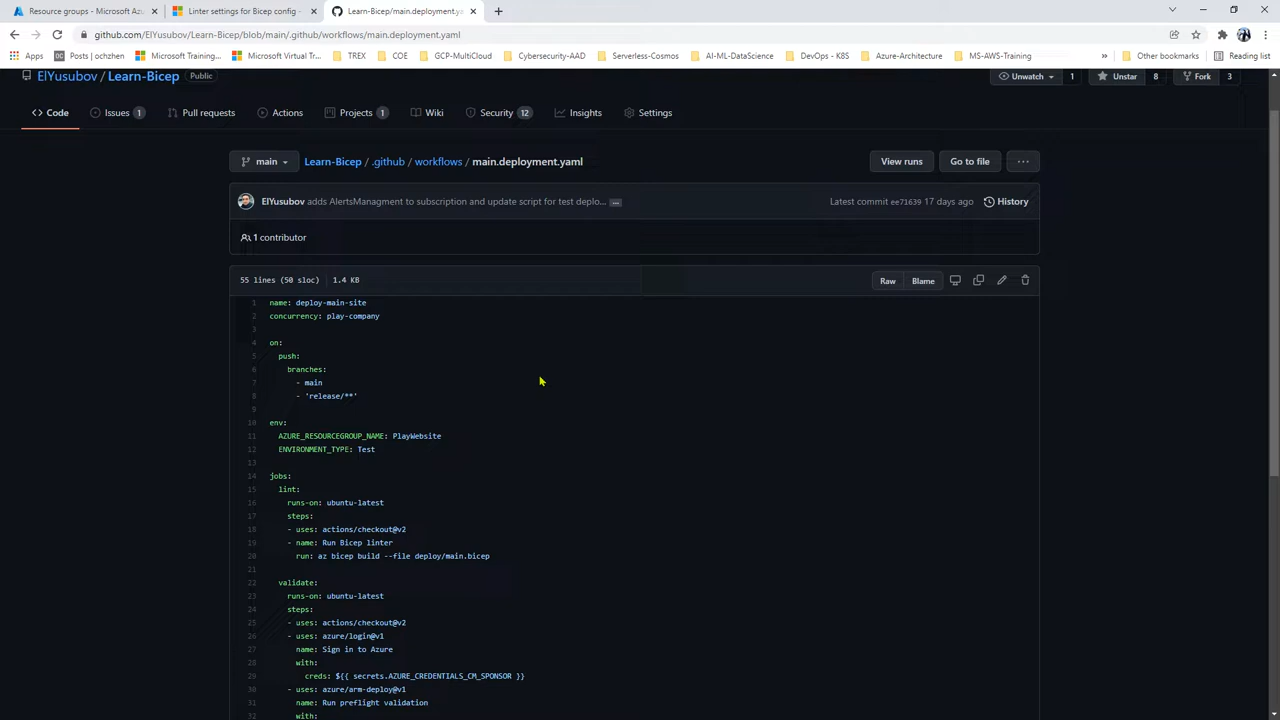 Resource groups - Microsoft Azu
Linter settings for Bicep config -
Learn-Bicep/main.deployment.ya
github.com/ElYusubov/Learn-Bicep/blob/main/.github/workflows/main.deployment.yaml
Apps
Posts | ochzhen
Microsoft Training...
Microsoft Virtual Tr...
TREX
COE
GCP-MultiCloud
Cybersecurity-AAD
Serverless-Cosmos
AI-ML-DataScience
DevOps - K8S
Azure-Architecture
MS-AWS-Training
Other bookmarks
Reading list
ElYusubov / Learn-Bicep Public
Unwatch 1
Unstar 8
Fork 3
Code
Issues 1
Pull requests
Actions
Projects 1
Wiki
Security 12
Insights
Settings
main
Learn-Bicep / .github / workflows / main.deployment.yaml
View runs
Go to file
...
ElYusubov adds AlertsManagment to subscription and update script for test deplo... ...
Latest commit ee71639 17 days ago
History
1 contributor
55 lines (50 sloc) 1.4 KB
Raw
Blame
1 name: deploy-main-site
2 concurrency: play-company
3
4 on:
5 push:
6 branches:
7 - main
8 - 'release/**'
9
10 env:
11 AZURE_RESOURCEGROUP_NAME: PlayWebsite
12 ENVIRONMENT_TYPE: Test
13
14 jobs:
15 lint:
16 runs-on: ubuntu-latest
17 steps:
18 - uses: actions/checkout@v2
19 - name: Run Bicep linter
20 run: az bicep build --file deploy/main.bicep
21
22 validate:
23 runs-on: ubuntu-latest
24 steps:
25 - uses: actions/checkout@v2
26 - uses: azure/login@v1
27 name: Sign in to Azure
28 with:
29 creds: ${{ secrets.AZURE_CREDENTIALS_CM_SPONSOR }}
30 - uses: azure/arm-deploy@v1
31 name: Run preflight validation
32 with: